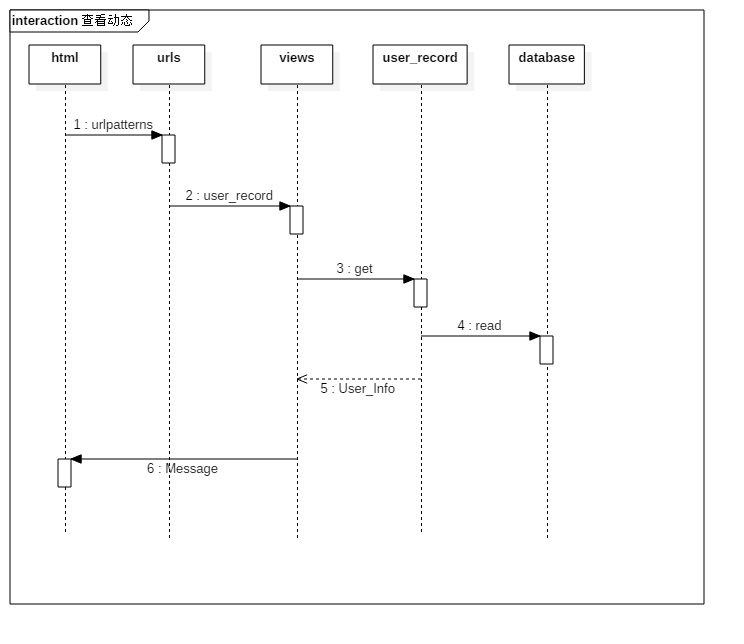 interaction 查看动态
html
urls
views
user_record
database
1 : urlpatterns
2 : user_record
3 : get
4 : read
5 : User_Info
6 : Message